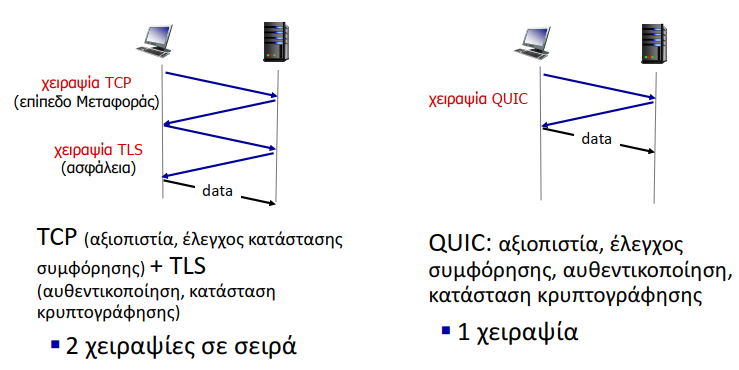 χειραψία TCP
(επίπεδο Μεταφοράς)
χειραψία TLS
(ασφάλεια)
data
TCP (αξιοπιστία, έλεγχος κατάστασης
συμφόρησης) + TLS
(αυθεντικοποίηση, κατάσταση
κρυπτογράφησης)
▪ 2 χειραψίες σε σειρά
χειραψία QUIC
data
QUIC: αξιοπιστία, έλεγχος
συμφόρησης, αυθεντικοποίηση,
κατάσταση κρυπτογράφησης
▪ 1 χειραψία